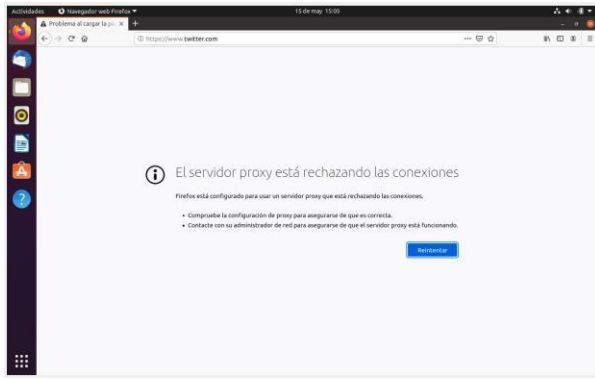 Actividades
Navegador web Firefox
15 de may 15:05
Problema al cargar la pá
https://www.twitter.com
El servidor proxy está rechazando las conexiones
Firefox está configurado para usar un servidor proxy que está rechazando las conexiones.
Compruebe la configuración de proxy para asegurarse de que es correcta.
Contacte con su administrador de red para asegurarse de que el servidor proxy está funcionando.
Reintentar